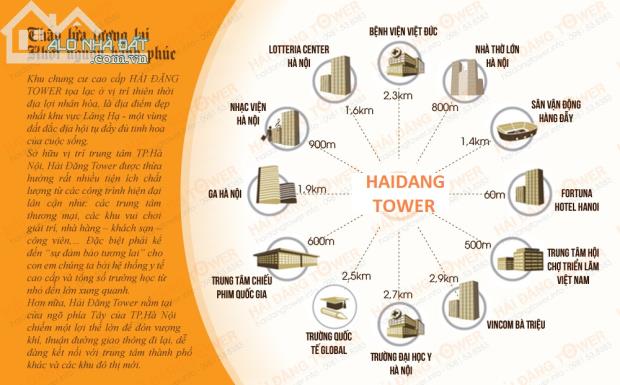 Thắp lửa tương lai
ALO NHÀ ĐẤT
.com.vn
phúc
Khu chung cư cao cấp HẢI ĐĂNG
TOWER tọa lạc ở vị trí thiên thời
địa lợi nhân hòa, là địa điểm đẹp
nhất khu vực Láng Hạ - một vùng
đất đắc địa hội tụ đầy đủ tinh hoa
của cuộc sống.
Sở hữu vị trí trung tâm TP.Hà
Nội, Hải Đăng Tower được thừa
hưởng rất nhiều tiện ích chất
lượng từ các công trình hiện đại
lân cận như: các trung tâm
thương mại, các khu vui chơi
giải trí, nhà hàng – khách sạn –
công viên,... Đặc biệt phải kể
đến “sự đảm bảo tương lai” cho
con em chúng ta bởi hệ thống y tế
cao cấp và tổng số trường học từ
nhỏ đến lớn xung quanh.
Hơn nữa, Hải Đăng Tower nằm tại
cửa ngõ phía Tây của TP.Hà Nội
chiếm một lợi thế lớn để đón vượng
khí, thuận đường giao thông đi lại, dễ
dàng kết nối với trung tâm thành phố
khác và các khu đô thị mới.
BỆNH VIỆN VIỆT ĐỨC
2,3km
NHÀ THỜ LỚN
HÀ NỘI
800m
SÂN VẬN ĐỘNG
HÀNG ĐẪY
1,4km
FORTUNA
HOTEL HANOI
60m
TRUNG TÂM HỘI
CHỢ TRIỂN LÃM
VIỆT NAM
500m
VINCOM BÀ TRIỆU
2,9km
TRƯỜNG ĐẠI HỌC Y
HÀ NỘI
2,7km
TRƯỜNG QUỐC
TẾ GLOBAL
2,5km
TRUNG TÂM CHIẾU
PHIM QUỐC GIA
600m
GA HÀ NỘI
1,9km
NHẠC VIỆN
HÀ NỘI
900m
LOTTERIA CENTER
HÀ NỘI
1,6km
HAIDANG
TOWER